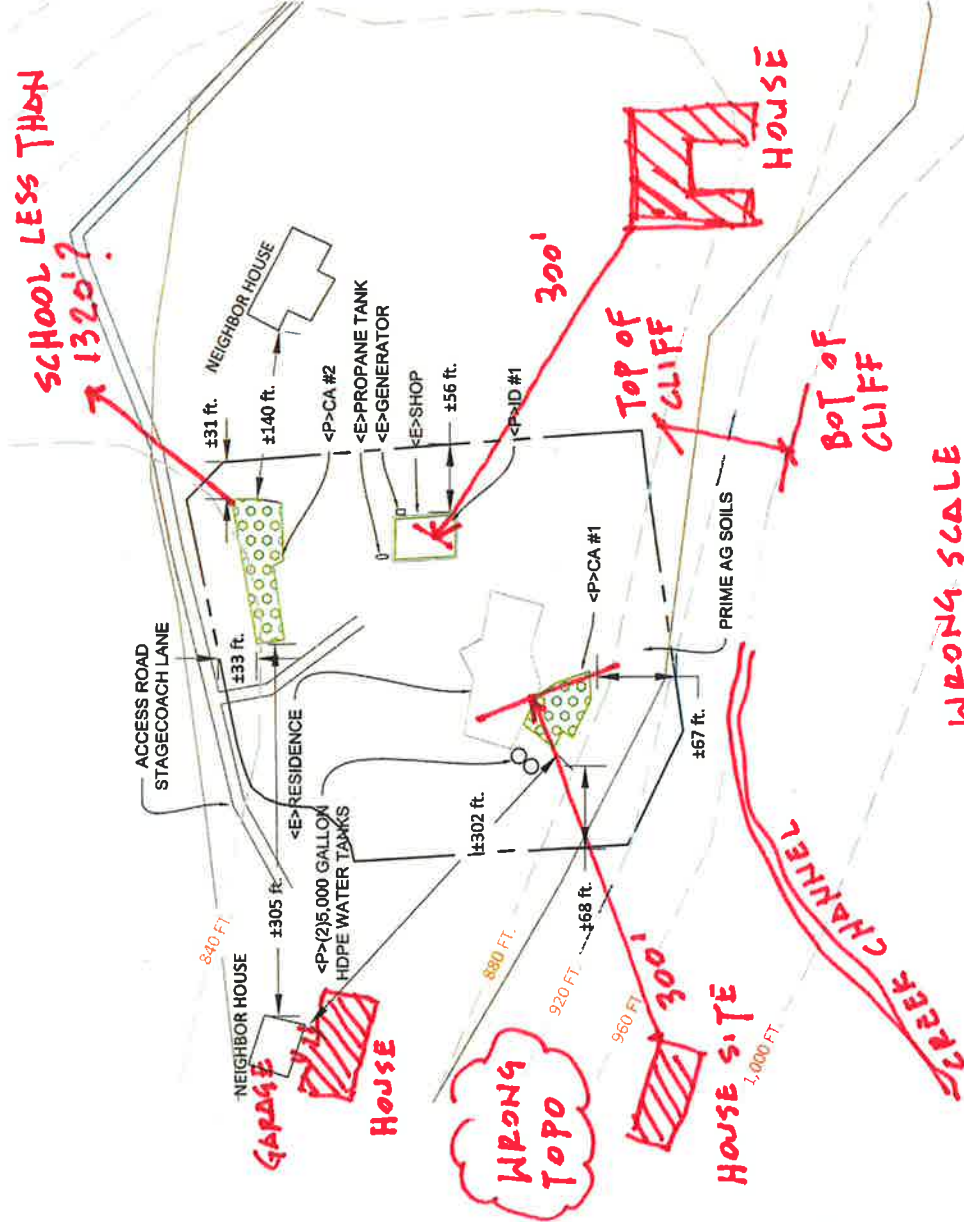 SCHOOL LESS THAN
1320'?
ACCESS ROAD
STAGECOACH LANE
±31 ft.
NEIGHBOR HOUSE
±140 ft.
<P>CA #2
<E>PROPANE TANK
<E>GENERATOR
<E>SHOP
±56 ft.
<P>ID #1
±33 ft.
<E>RESIDENCE
<P>(2)5,000 GALLON
HDPE WATER TANKS
±305 ft.
840 FT.
NEIGHBOR HOUSE
GARAGE
HOUSE
±302 ft.
<P>CA #1
PRIME AG SOILS
±67 ft.
±68 ft.
880 FT.
920 FT.
960 FT.
1,000 FT.
300'
HOUSE
TOP OF
CLIFF
BOT OF
CLIFF
300'
HOUSE SITE
WRONG
TOPO
CREEK CHANNEL
WRONG SCALE